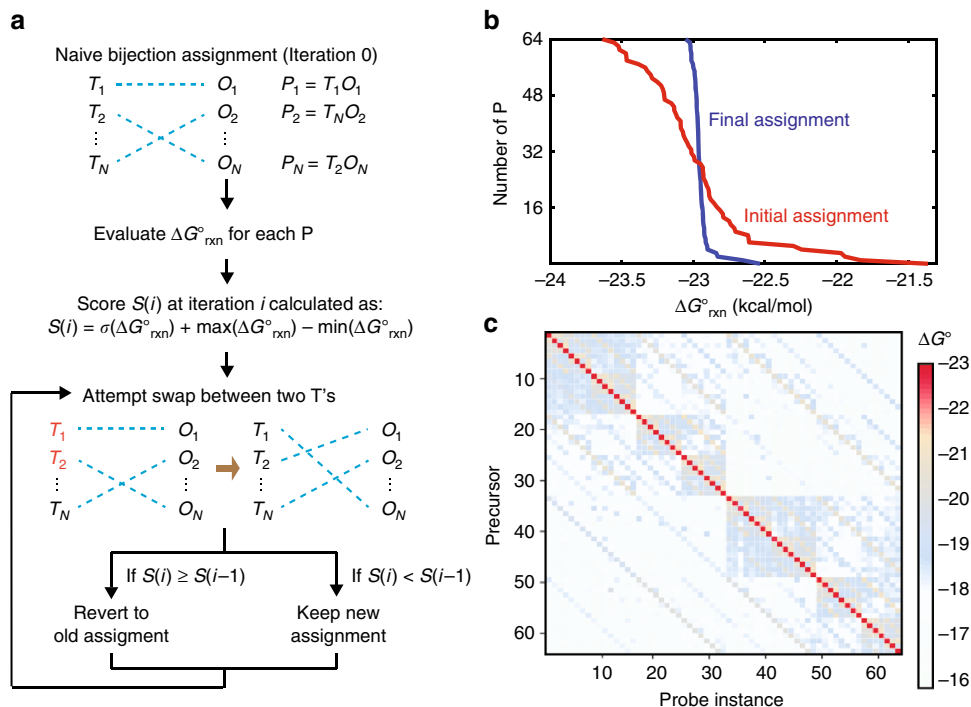 a
Naive bijection assignment (Iteration 0)
T1 O1 P1 = T1O1
T2 O2 P2 = TNO2
TN ON PN = T2ON
Evaluate ΔG°rxn for each P
Score S(i) at iteration i calculated as:
S(i) = σ(ΔG°rxn) + max(ΔG°rxn) – min(ΔG°rxn)
Attempt swap between two T's
T1 O1 T1 O1
T2 O2 T2 O2
TN ON TN ON
If S(i) ≥ S(i–1)
If S(i) < S(i–1)
Revert to
old assigment
Keep new
assignment
b
Number of P
64
48
32
16
Final assignment
Initial assignment
–24 –23.5 –23 –22.5 –22 –21.5
ΔG°rxn (kcal/mol)
c
Precursor
10
20
30
40
50
60
10 20 30 40 50 60
Probe instance
ΔG°
–23
–22
–21
–20
–19
–18
–17
–16